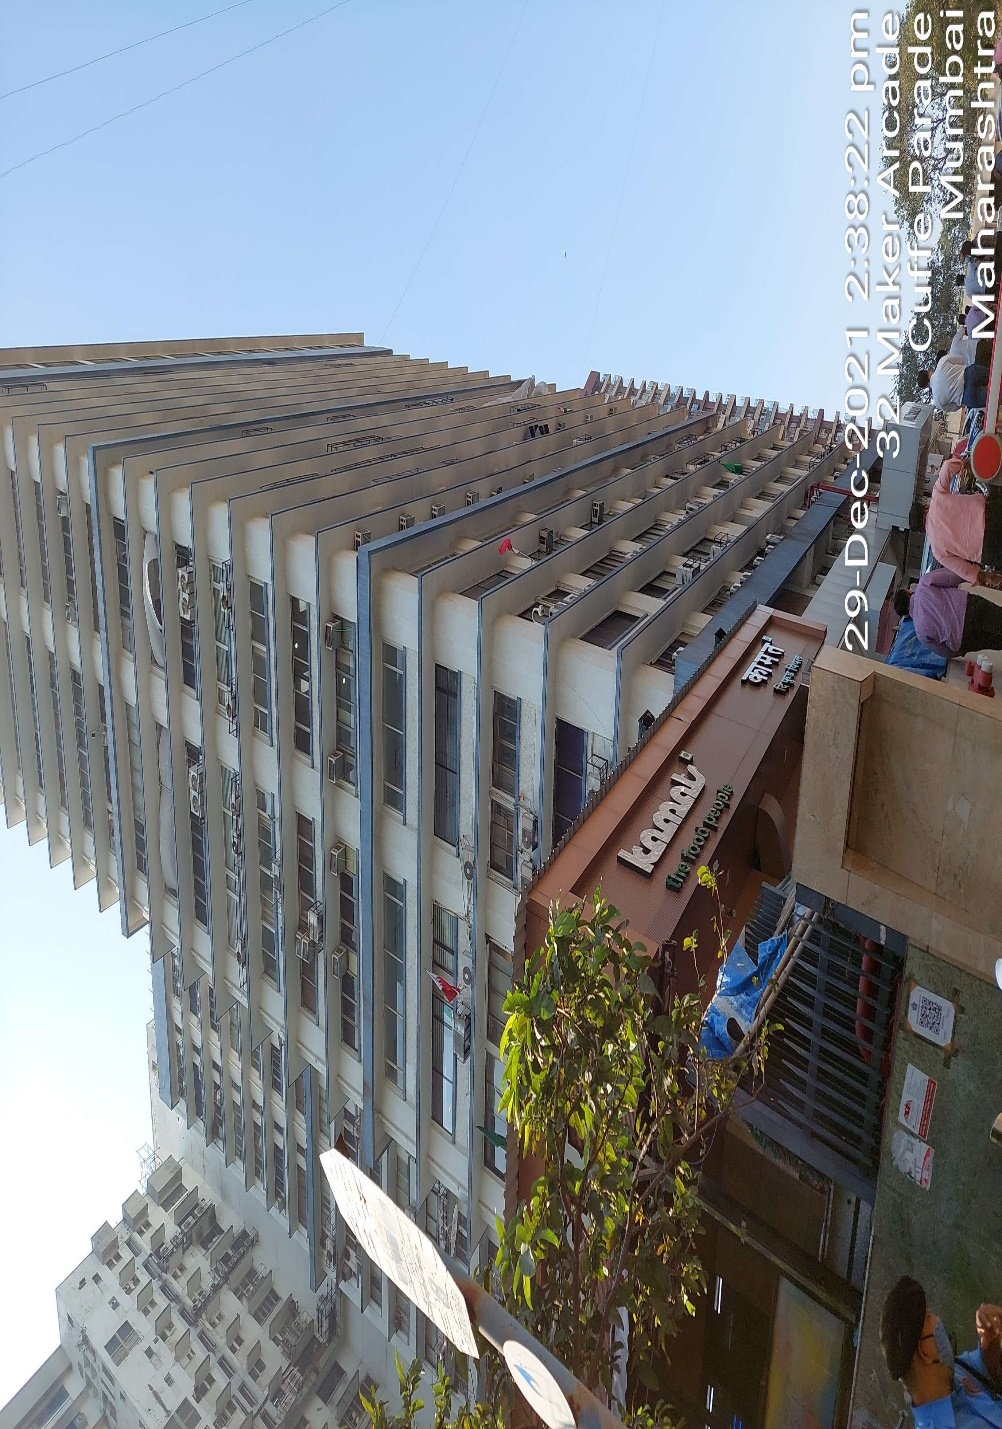 29-Dec-2021 2:38:22 pm
32 Maker Arcade
Cuffe Parade
Mumbai
Maharashtra
kamat
the food people
कामत